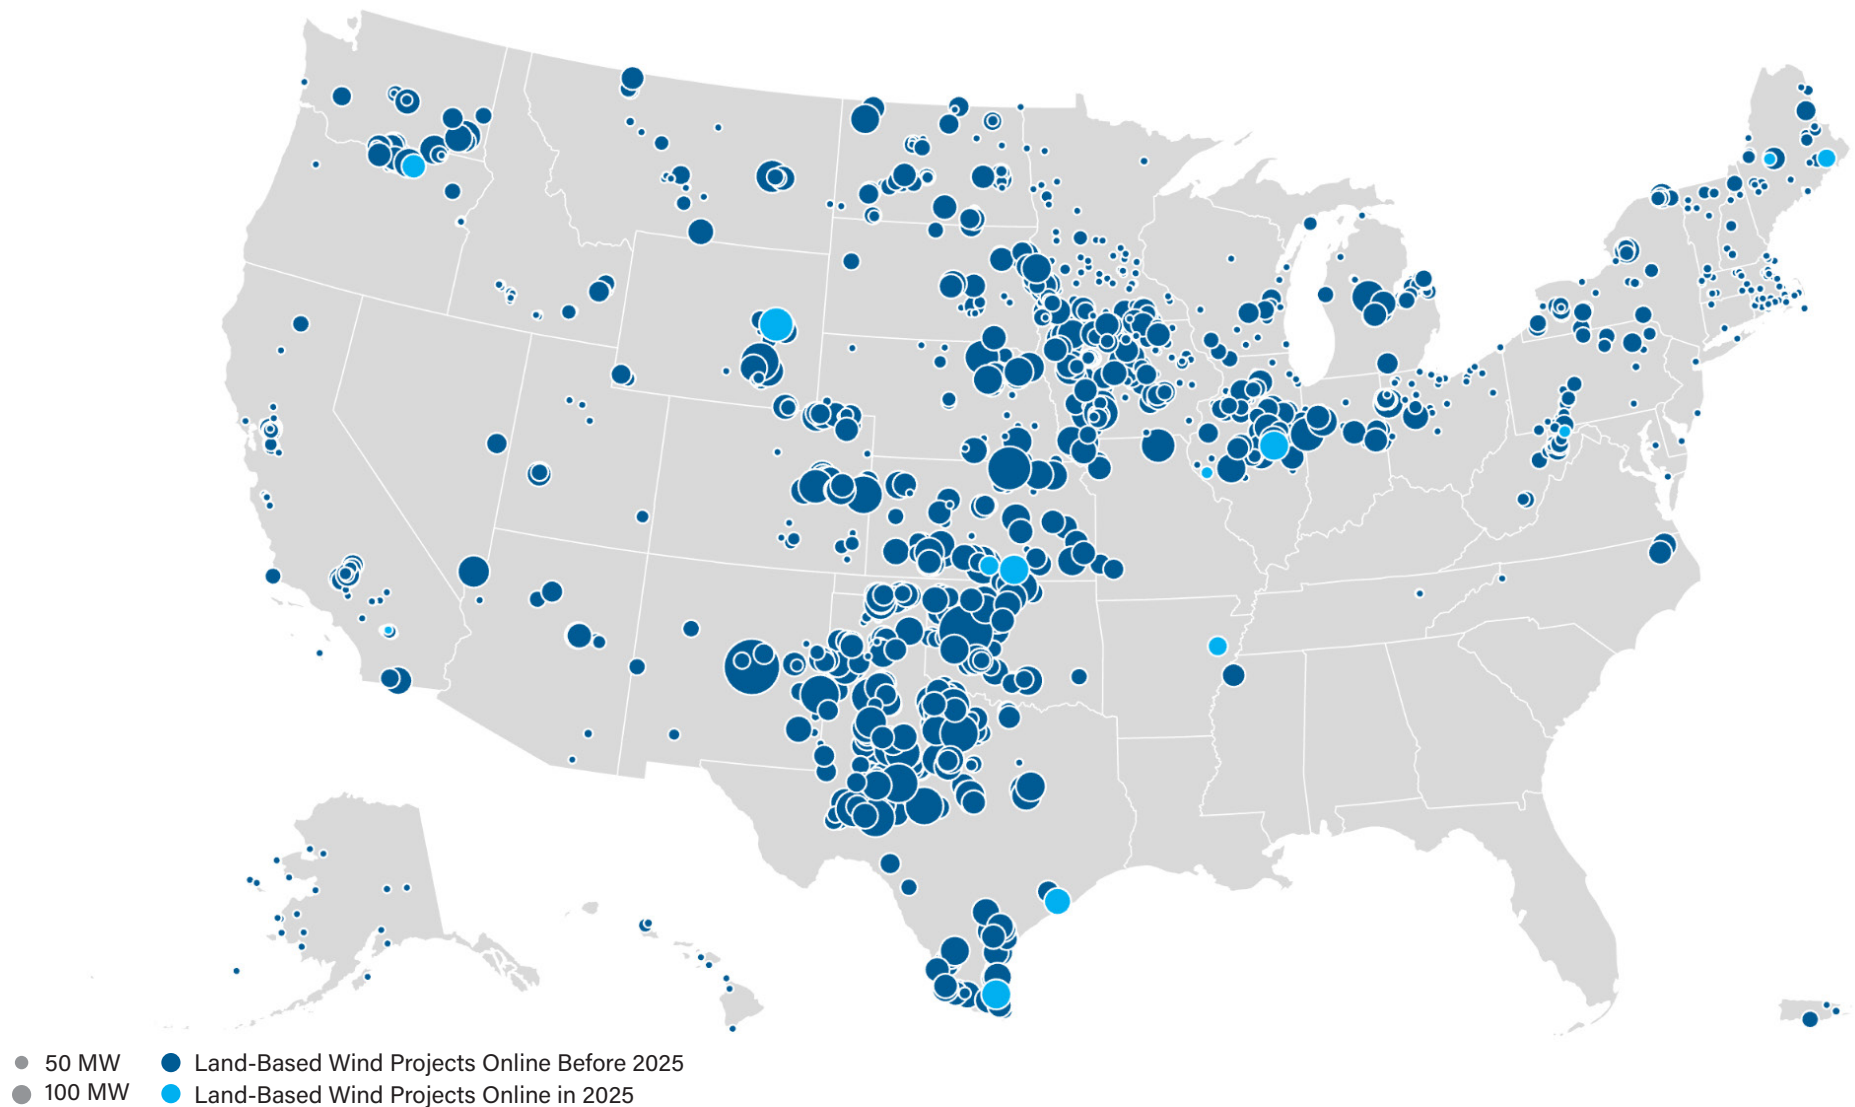 50 MW
Land-Based Wind Projects Online Before 2025
100 MW
Land-Based Wind Projects Online in 2025